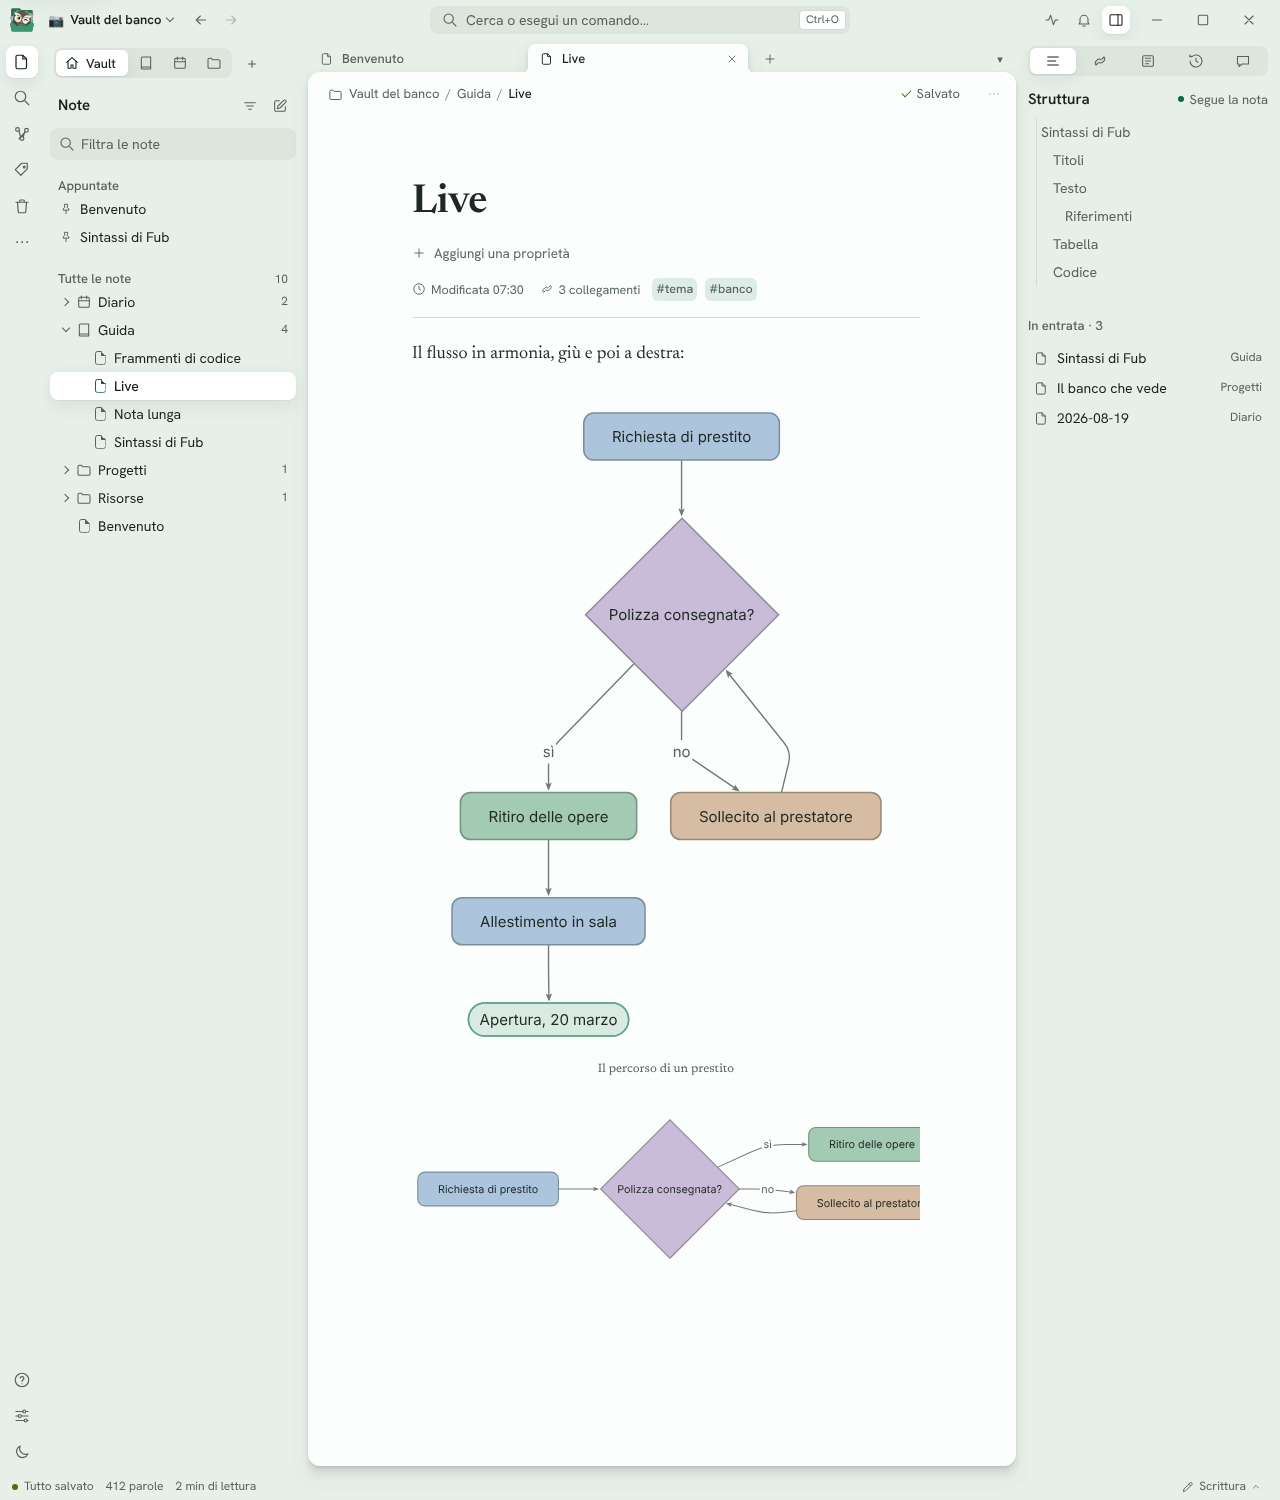 Vault del banco
Cerca o esegui un comando...
Ctrl+O
Vault
Note
Filtra le note
Appuntate
Benvenuto
Sintassi di Fub
Tutte le note 10
Diario 2
Guida 4
Frammenti di codice
Live
Nota lunga
Sintassi di Fub
Progetti 1
Risorse 1
Benvenuto
Benvenuto
Live
Vault del banco / Guida / Live
Salvato
Live
Aggiungi una proprietà
Modificata 07:30 3 collegamenti #tema #banco
Il flusso in armonia, giù e poi a destra:
Richiesta di prestito
Polizza consegnata?
sì
no
Ritiro delle opere
Sollecito al prestatore
Allestimento in sala
Apertura, 20 marzo
Il percorso di un prestito
Richiesta di prestito
Polizza consegnata?
sì
no
Ritiro delle opere
Sollecito al prestator
Struttura
Segue la nota
Sintassi di Fub
Titoli
Testo
Riferimenti
Tabella
Codice
In entrata · 3
Sintassi di Fub Guida
Il banco che vede Progetti
2026-08-19 Diario
Tutto salvato 412 parole 2 min di lettura
Scrittura